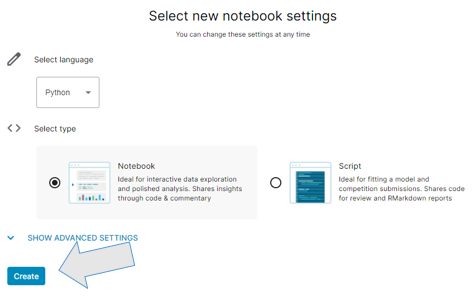 Select new notebook settings
You can change these settings at any time
Select language
Python
Select type
Notebook
Ideal for interactive data exploration
and polished analysis. Shares insights
through code & commentary
Script
Ideal for fitting a model and
competition submissions. Shares code
for review and RMarkdown reports
SHOW ADVANCED SETTINGS
Create